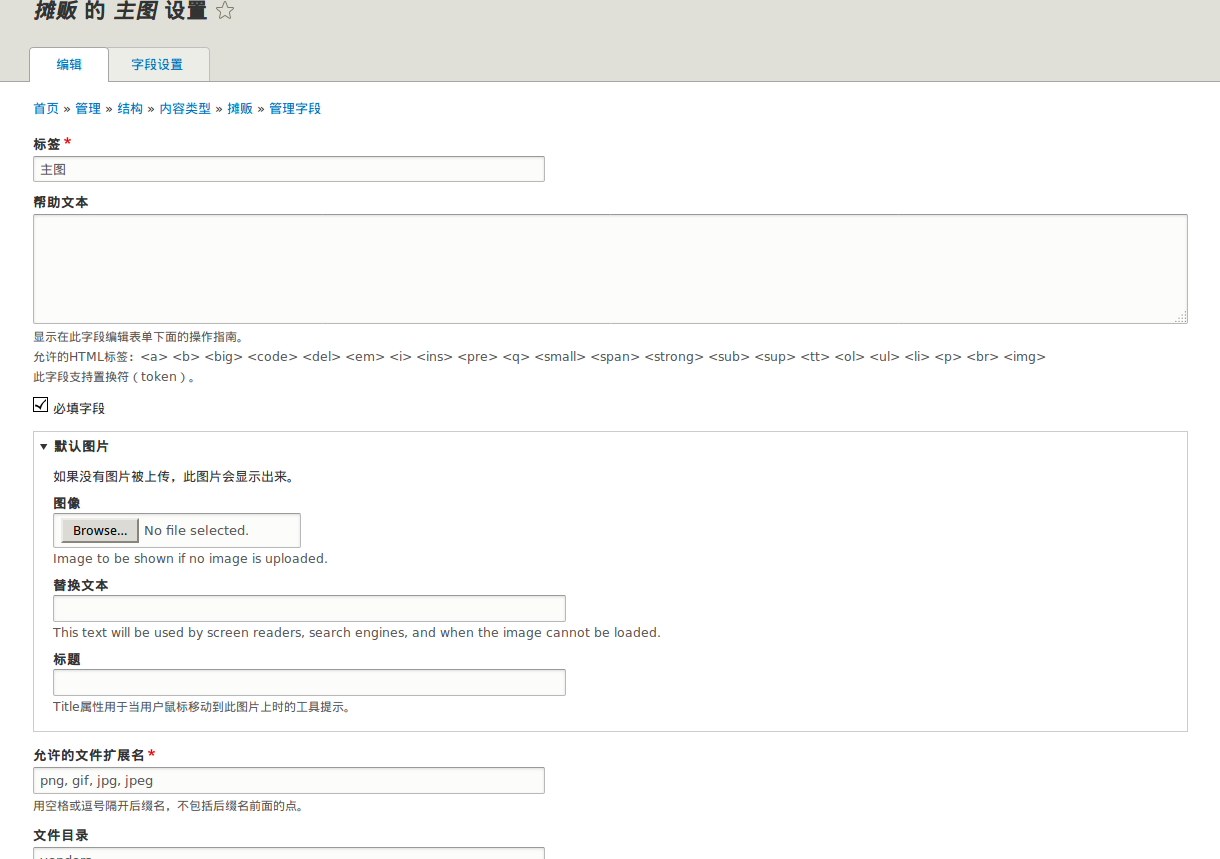 摊贩 的 主图 设置
编辑
字段设置
首页 » 管理 » 结构 » 内容类型 » 摊贩 » 管理字段
标签*
主图
帮助文本
显示在此字段编辑表单下面的操作指南。
允许的HTML标签：<a> <b> <big> <code> <del> <em> <i> <ins> <pre> <q> <small> <span> <strong> <sub> <sup> <tt> <ol> <ul> <li> <p> <br> <img>
此字段支持置换符（token）。
必填字段
默认图片
如果没有图片被上传，此图片会显示出来。
图像
Browse... No file selected.
Image to be shown if no image is uploaded.
替换文本
This text will be used by screen readers, search engines, and when the image cannot be loaded.
标题
Title属性用于当用户鼠标移动到此图片上时的工具提示。
允许的文件扩展名*
png, gif, jpg, jpeg
用空格或逗号隔开后缀名，不包括后缀名前面的点。
文件目录